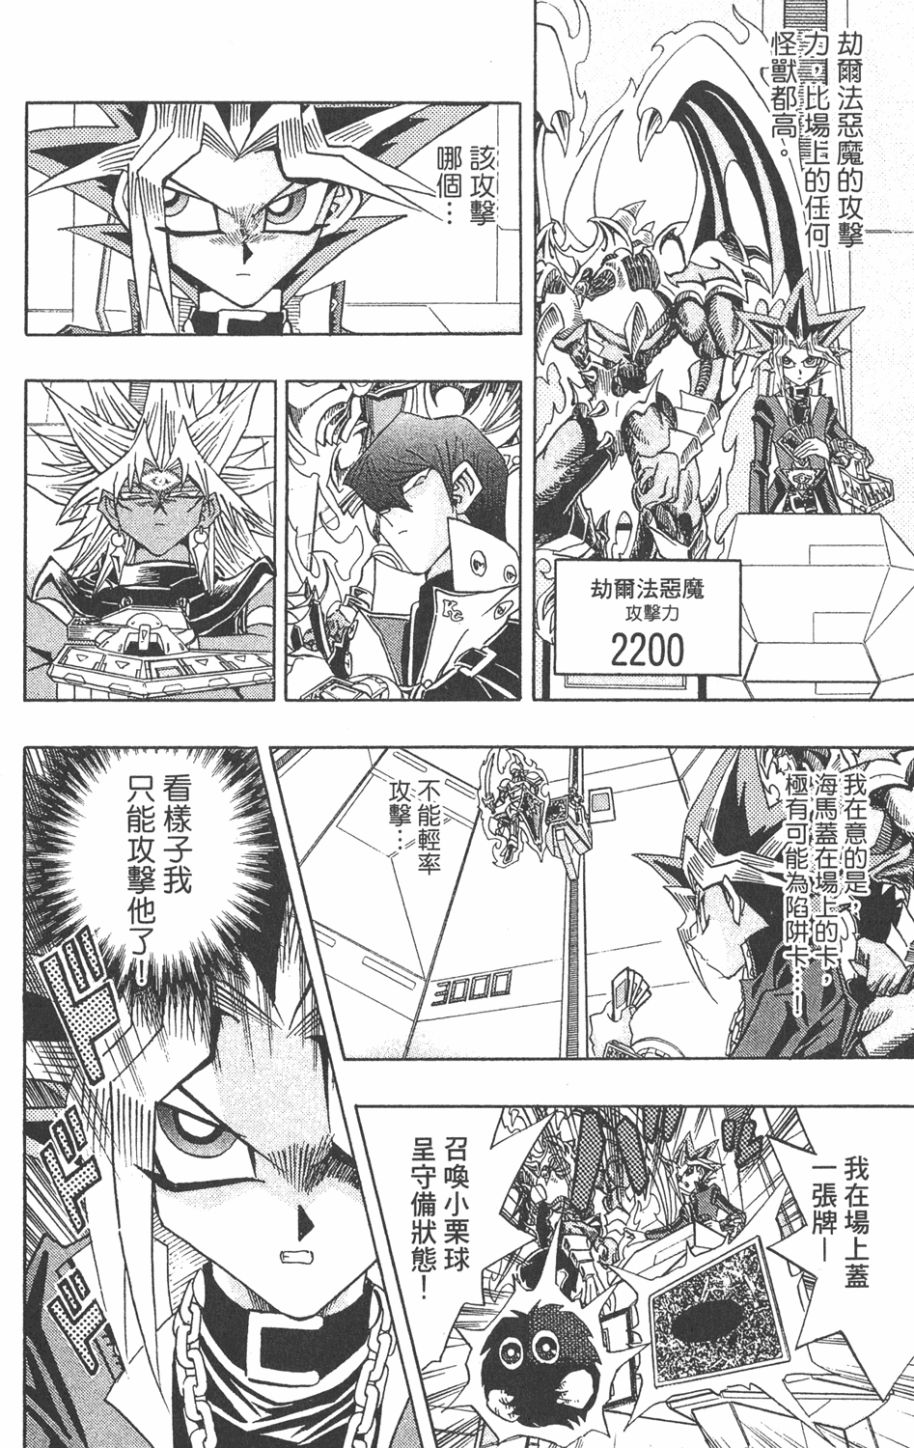 劫爾法惡魔的攻擊
力，比場上的任何
怪獸都高。
劫爾法惡魔
攻擊力
2200
該攻擊
哪個…
KC
我在意的是，
海馬蓋在場上的卡，
極有可能為陷阱卡…！
不能輕率
攻擊…
3000
看樣子我
只能攻擊他了！
我在場上蓋
一張牌—
召喚小栗球
呈守備狀態！